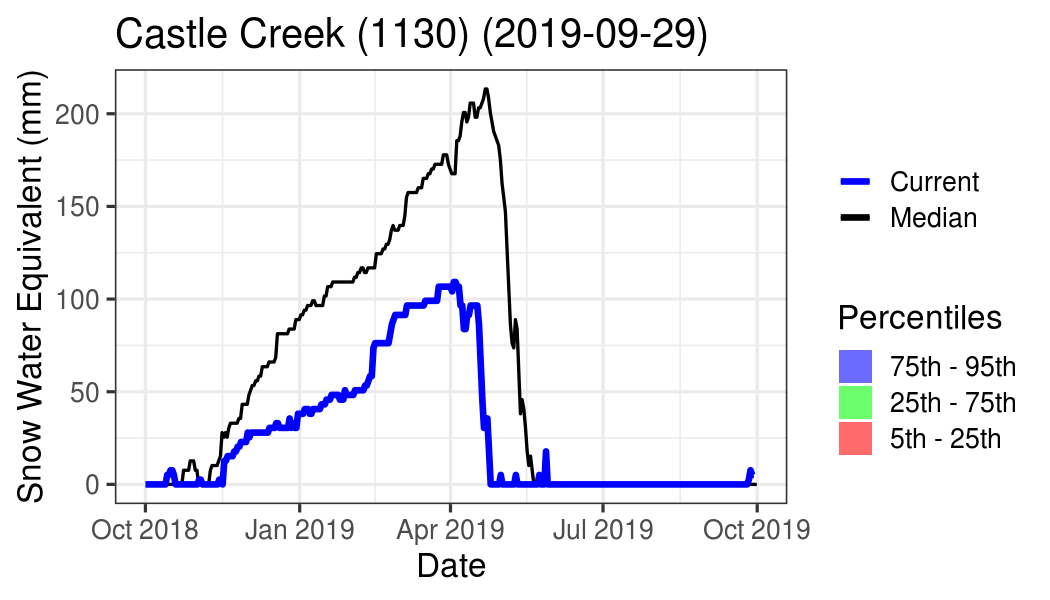 Castle Creek (1130) (2019-09-29)
Snow Water Equivalent (mm)
200
150
100
50
0
Oct 2018
Jan 2019
Apr 2019
Jul 2019
Oct 2019
Date
Current
Median
Percentiles
75th - 95th
25th - 75th
5th - 25th